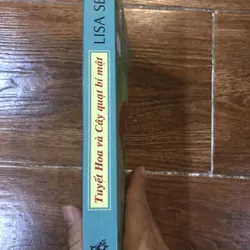 LISA SE
Tuyết Hoa và Cây quạt bí mật